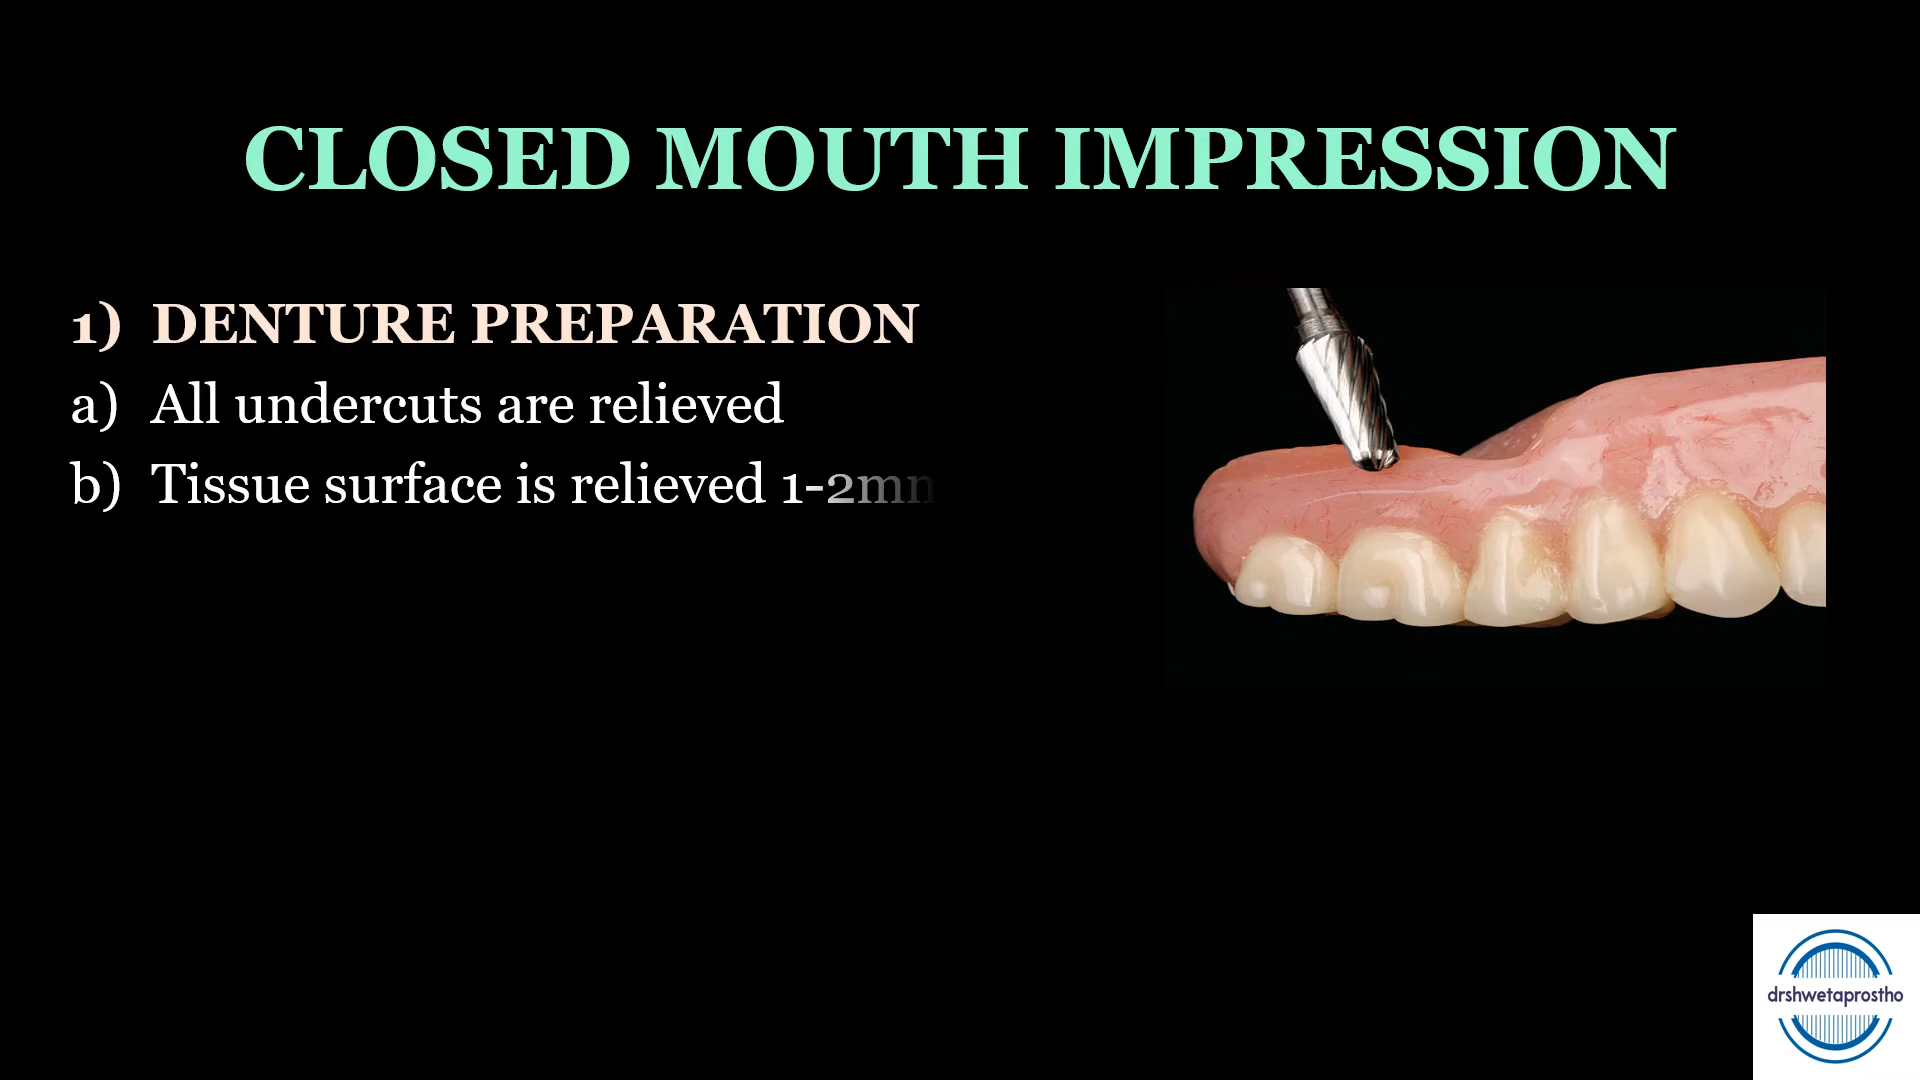 CLOSED MOUTH IMPRESSION
1) DENTURE PREPARATION
a) All undercuts are relieved
b) Tissue surface is relieved 1-2mm
drshwetaprostho